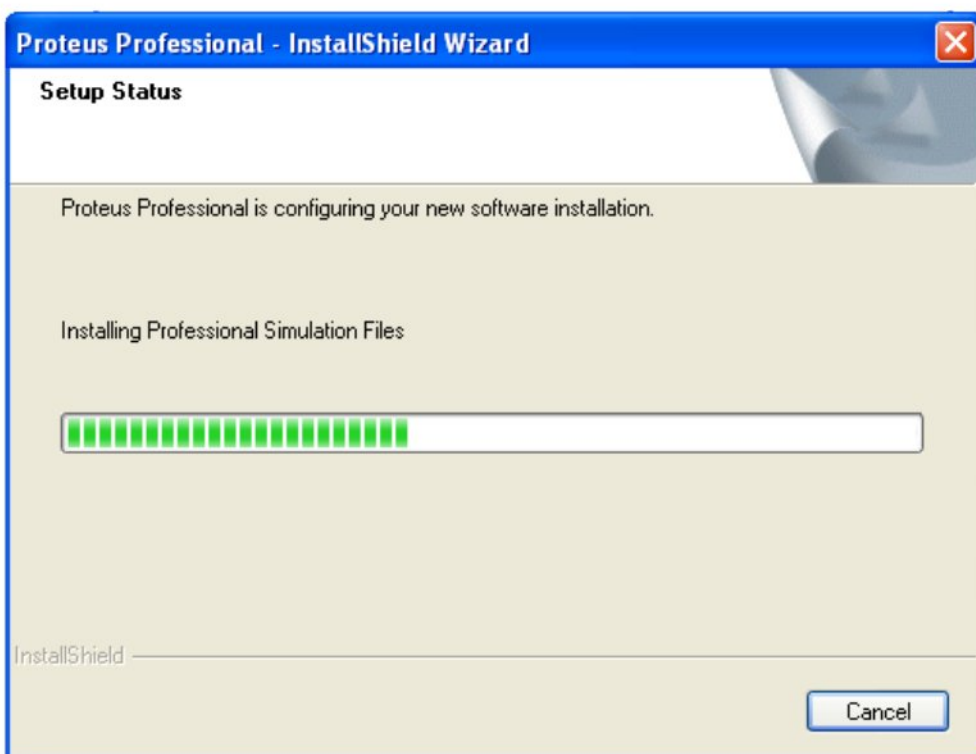 Proteus Professional - InstallShield Wizard
Setup Status
Proteus Professional is configuring your new software installation.
Installing Professional Simulation Files
InstallShield
Cancel